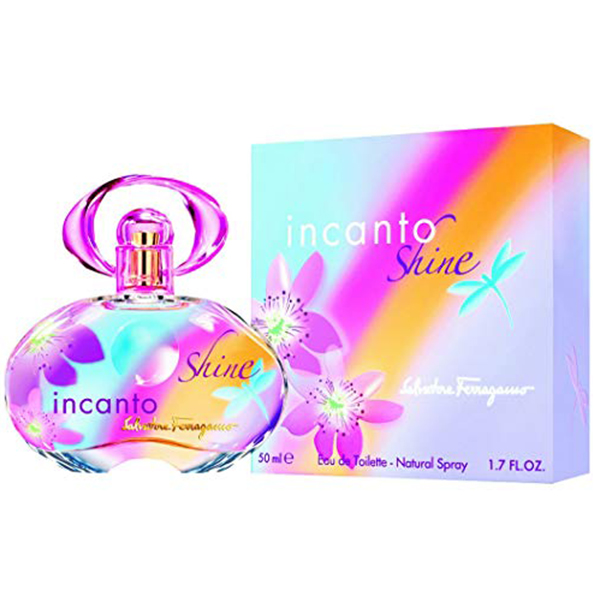 Shine
incanto
Salvatore Ferragamo
incanto
Shine
Salvatore Ferragamo
50 ml e Eau de Toilette - Natural Spray 1.7 FL.OZ.